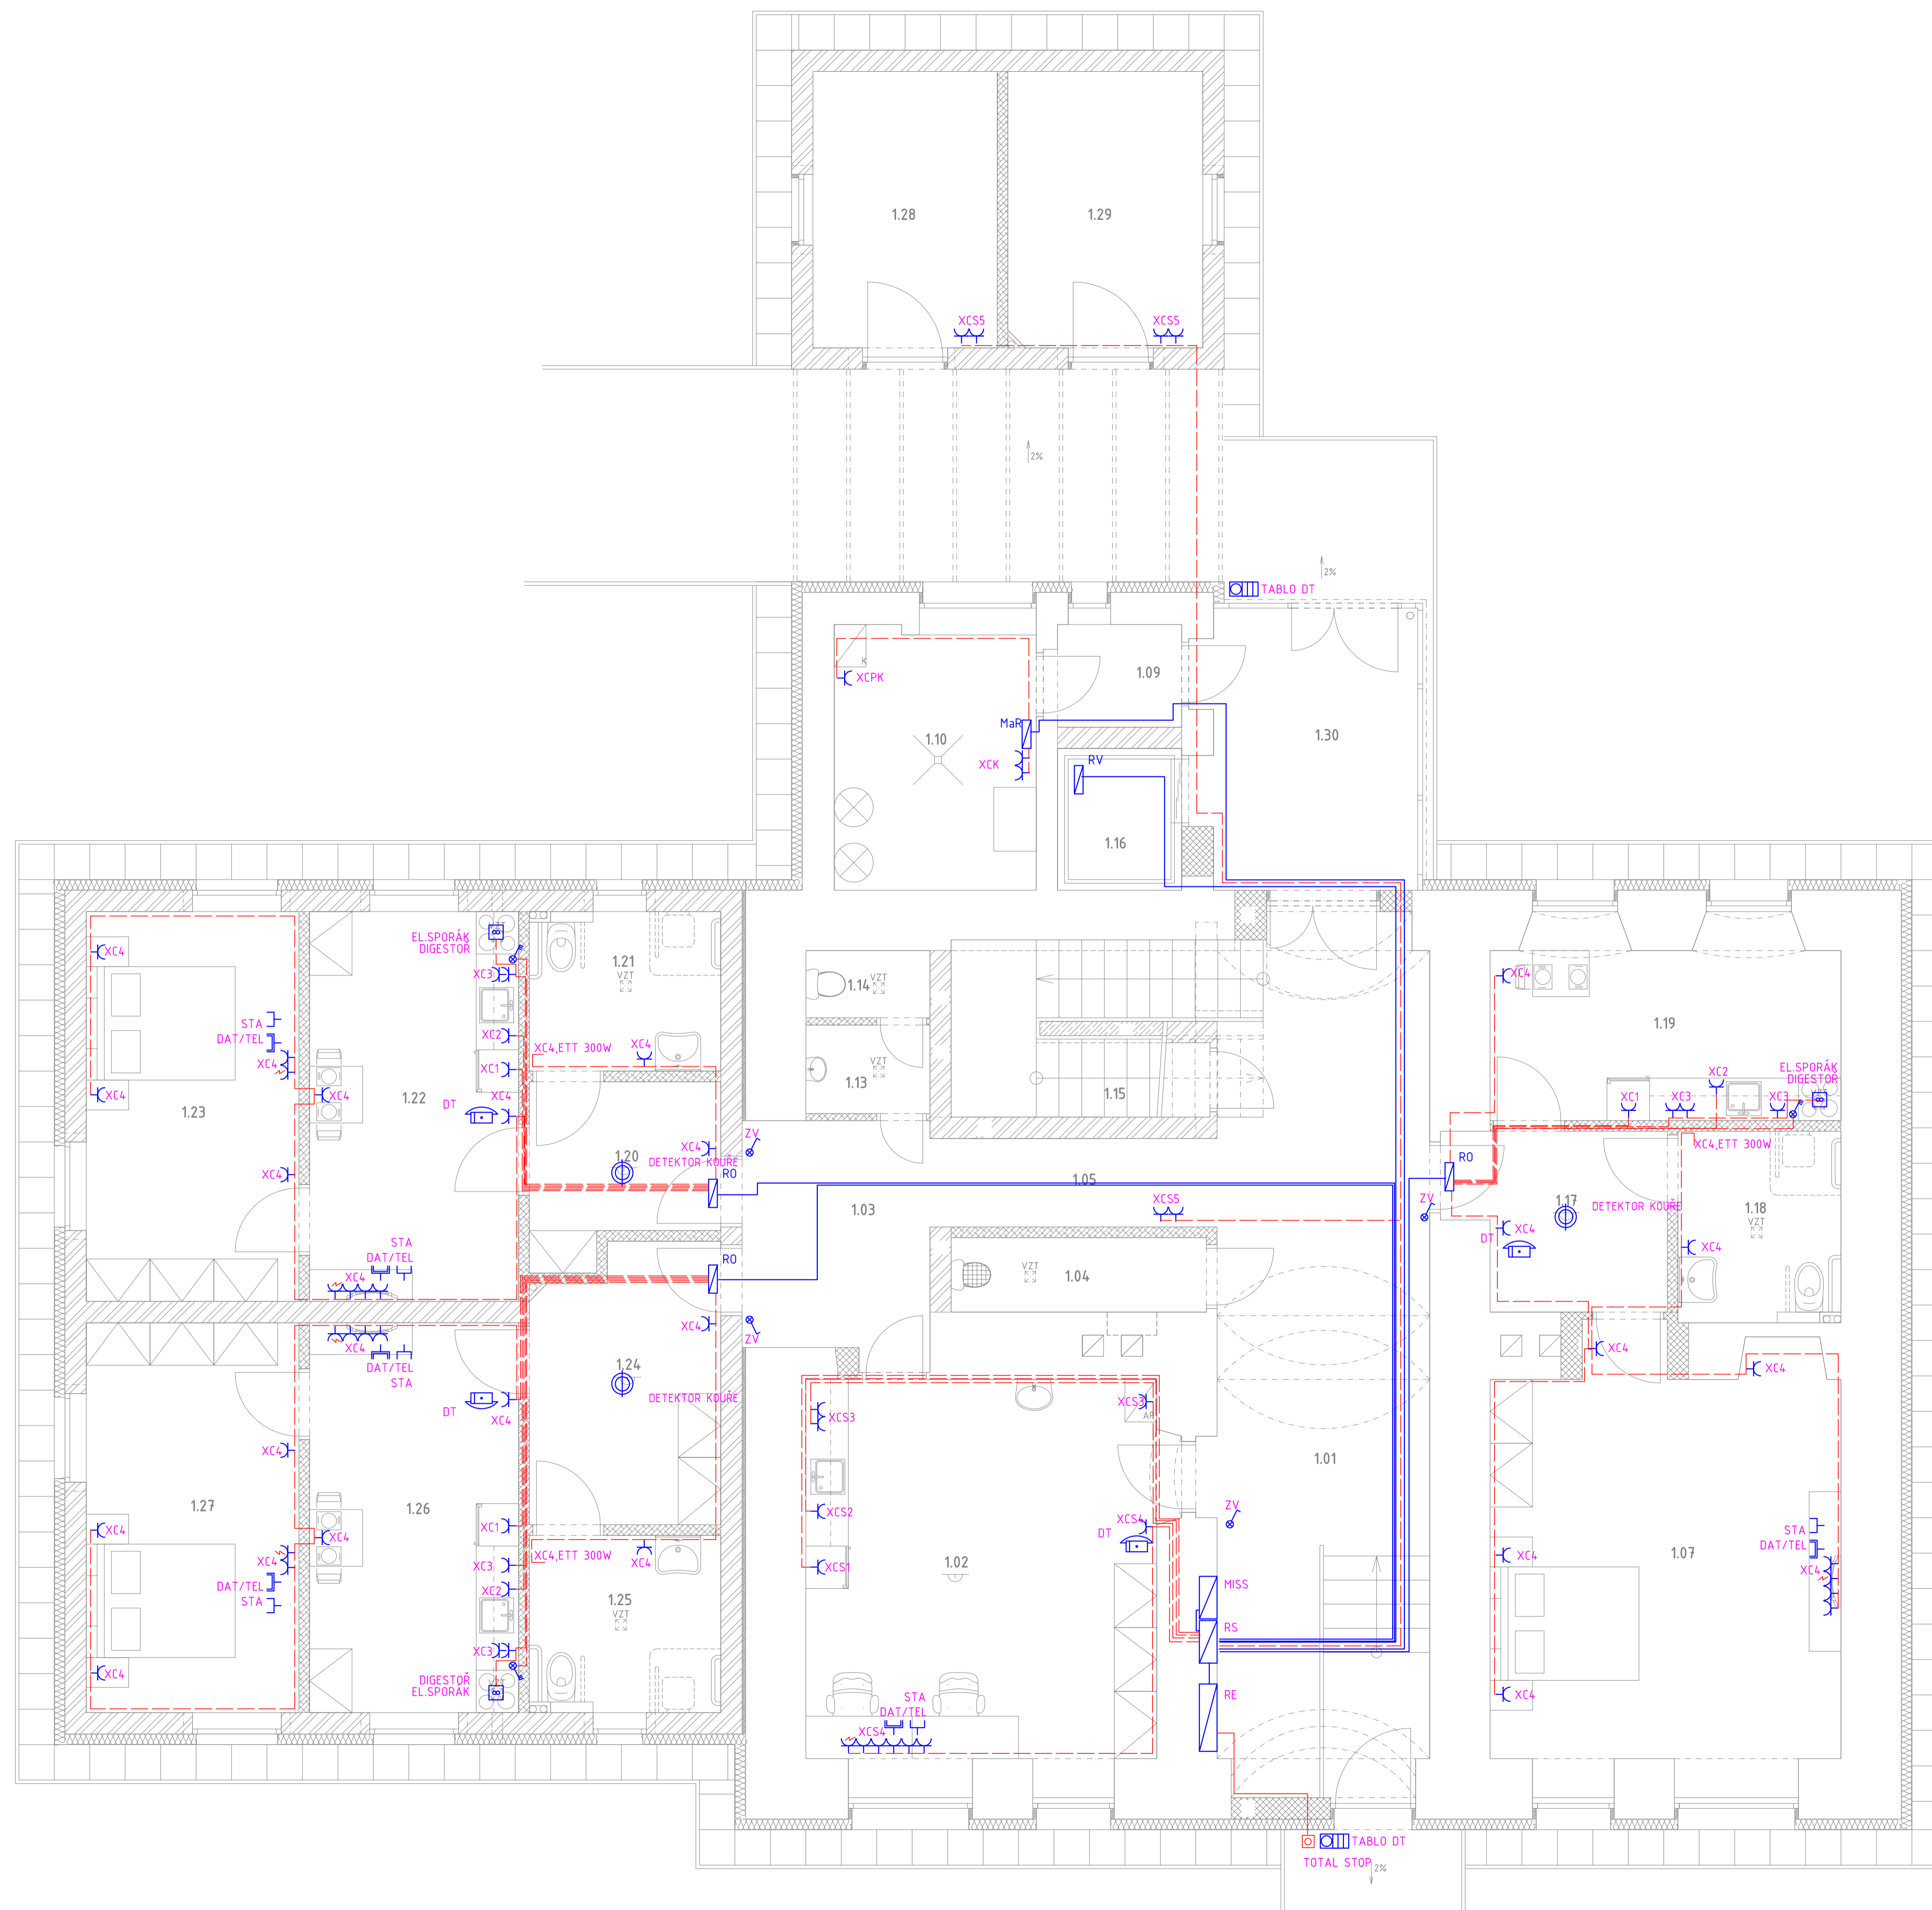 1.28
1.29
XCS5
XCS5
2%
2%
TABLO DT
K
XCPK
1.09
MaR
1.10
1.30
XCK
RV
1.16
EL.SPORÁK
DIGESTOŘ
XC4
XC3
1.21
VZT
1.14
VZT
XC4
STA
DAT/TEL
XC4
XC2
XC4,ETT 300W
XC4
XC1
1.19
EL.SPORÁK
DIGESTOŘ
XC2
XC1
XC3
XC3
VZT
1.13
1.15
XC4
XC4
1.23
1.22
DT
XC4
ZV
XC4
1.20
DETEKTOR KOUŘE
RO
XC4,ETT 300W
RO
XC4
1.05
1.03
XCS5
ZV
1.17
DETEKTOR KOUŘE
1.18
VZT
XC4
DT
XC4
STA
DAT/TEL
XC4
RO
VZT
1.04
XC4
ZV
XC4
DAT/TEL
STA
1.24
DETEKTOR KOUŘE
XC4
XC4
DT
XC4
XCS3
XCS3
AP
XC4
1.01
1.27
1.26
XCS2
XCS4
DT
ZV
XC4
XC4
XC1
XC4,ETT 300W
XC4
XC4
XC3
XCS1
1.02
STA
DAT/TEL
XC4
1.07
XC4
DAT/TEL
STA
XC2
1.25
VZT
MISS
RS
XC4
XC3
DIGESTOŘ
EL.SPORÁK
STA
DAT/TEL
XCS4
RE
XC4
TABLO DT
TOTAL STOP
2%